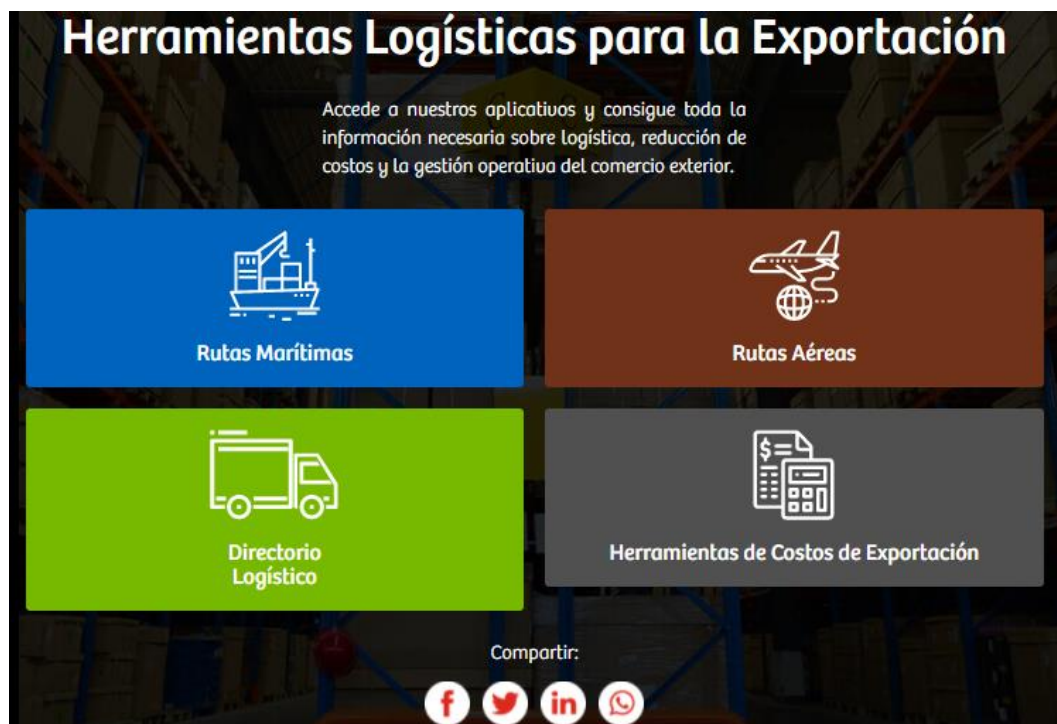 Herramientas Logísticas para la Exportación
Accede a nuestros aplicativos y consigue toda la
información necesaria sobre logística, reducción de
costos y la gestión operativa del comercio exterior.
Rutas Marítimas
Rutas Aéreas
Directorio
Logístico
Herramientas de Costos de Exportación
Compartir: